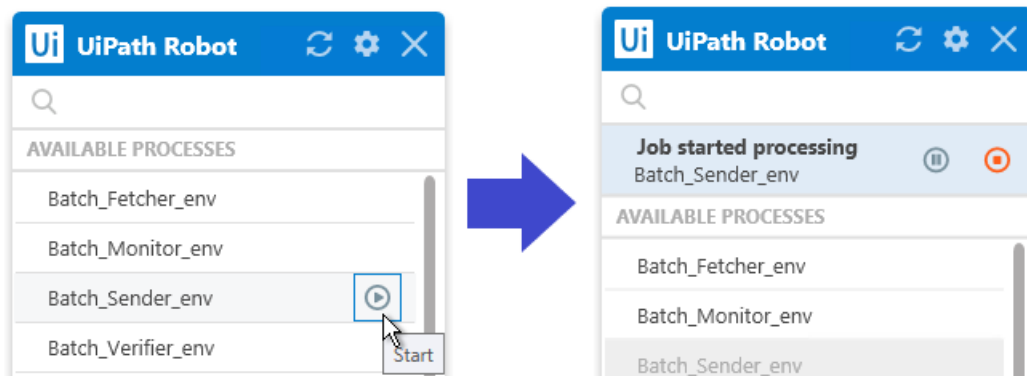 Ui UiPath Robot
AVAILABLE PROCESSES
Batch_Fetcher_env
Batch_Monitor_env
Batch_Sender_env
Start
Batch_Verifier_env
Ui UiPath Robot
Job started processing
Batch_Sender_env
AVAILABLE PROCESSES
Batch_Fetcher_env
Batch_Monitor_env
Batch_Sender_env